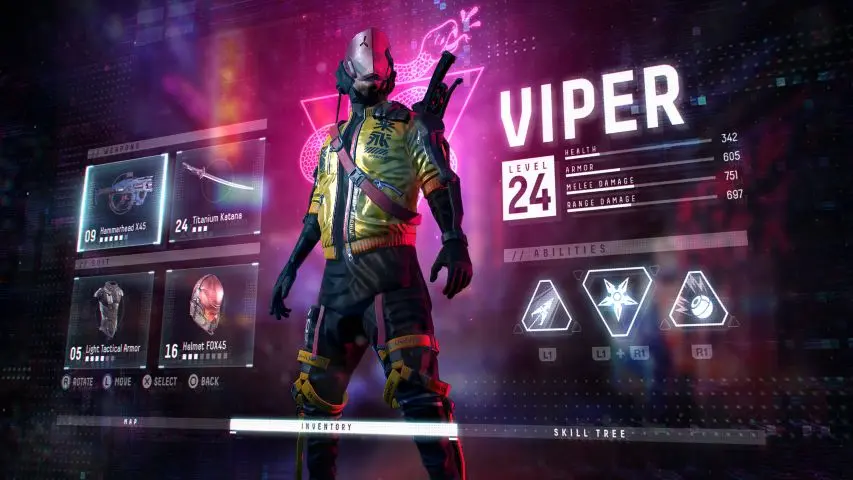 // WEAPONS
09 Hammerhead X45
24 Titanium Katana
// SUIT
05 Light Tactical Armor
16 Helmet FOX45
R ROTATE L MOVE X SELECT O BACK
VIPER
LEVEL
24
HEALTH 342
ARMOR 605
MELEE DAMAGE 751
RANGE DAMAGE 697
// ABILITIES
L1
L1 + R1
R1
MAP
INVENTORY
SKILL TREE